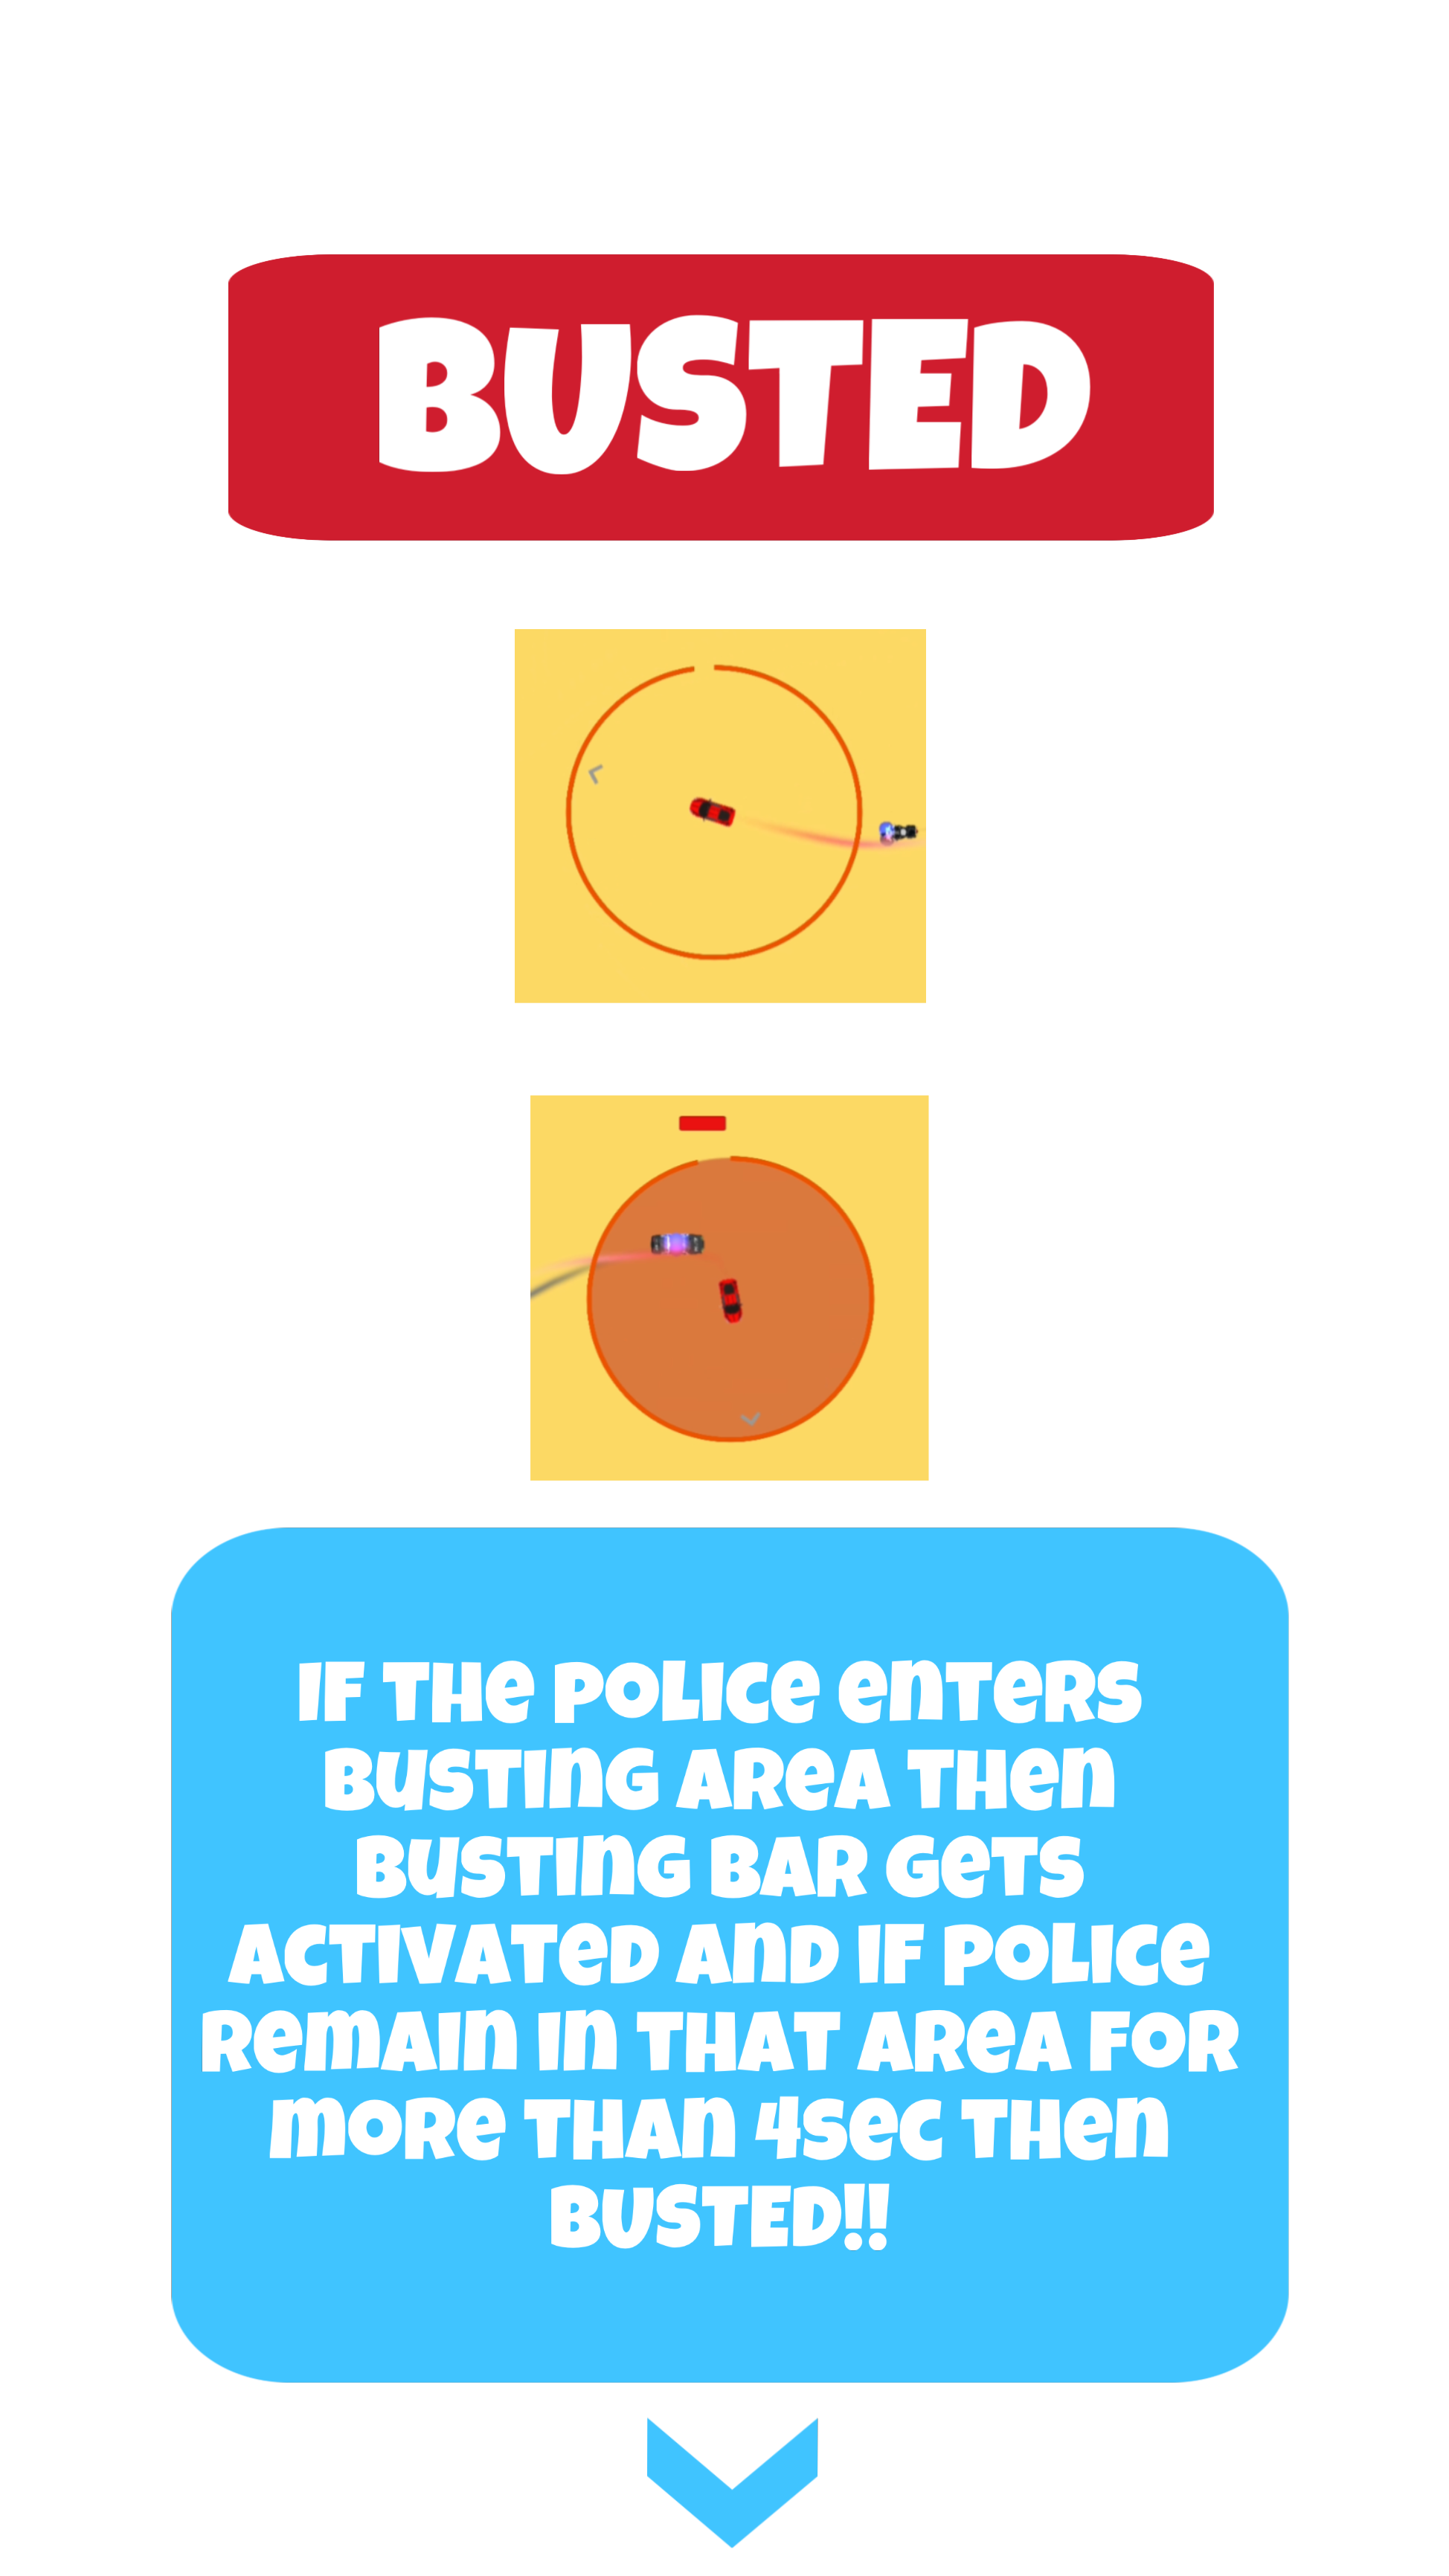 BUSTED
IF THE POLICE ENTERS
BUSTING AREA THEN
BUSTING BAR GETS
ACTIVATED AND IF POLICE
REMAIN IN THAT AREA FOR
MORE THAN 4SEC THEN
BUSTED!!